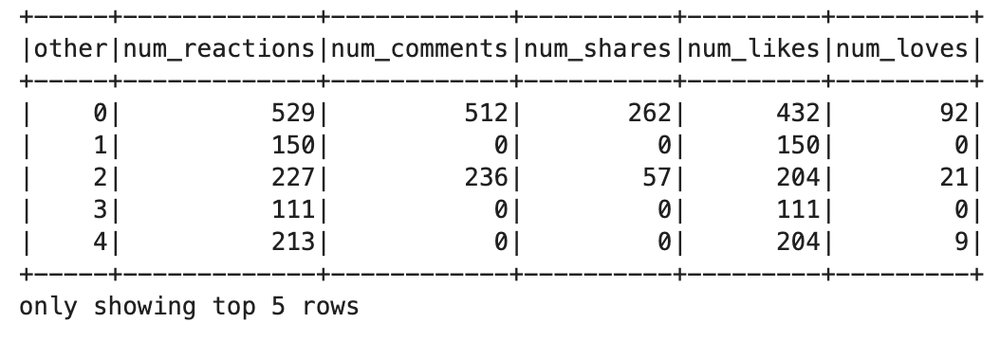 +-----+-------------+------------+----------+---------+---------+
|other|num_reactions|num_comments|num_shares|num_likes|num_loves|
+-----+-------------+------------+----------+---------+---------+
|    0|          529|         512|       262|      432|       92|
|    1|          150|           0|         0|      150|        0|
|    2|          227|         236|        57|      204|       21|
|    3|          111|           0|         0|      111|        0|
|    4|          213|           0|         0|      204|        9|
+-----+-------------+------------+----------+---------+---------+
only showing top 5 rows